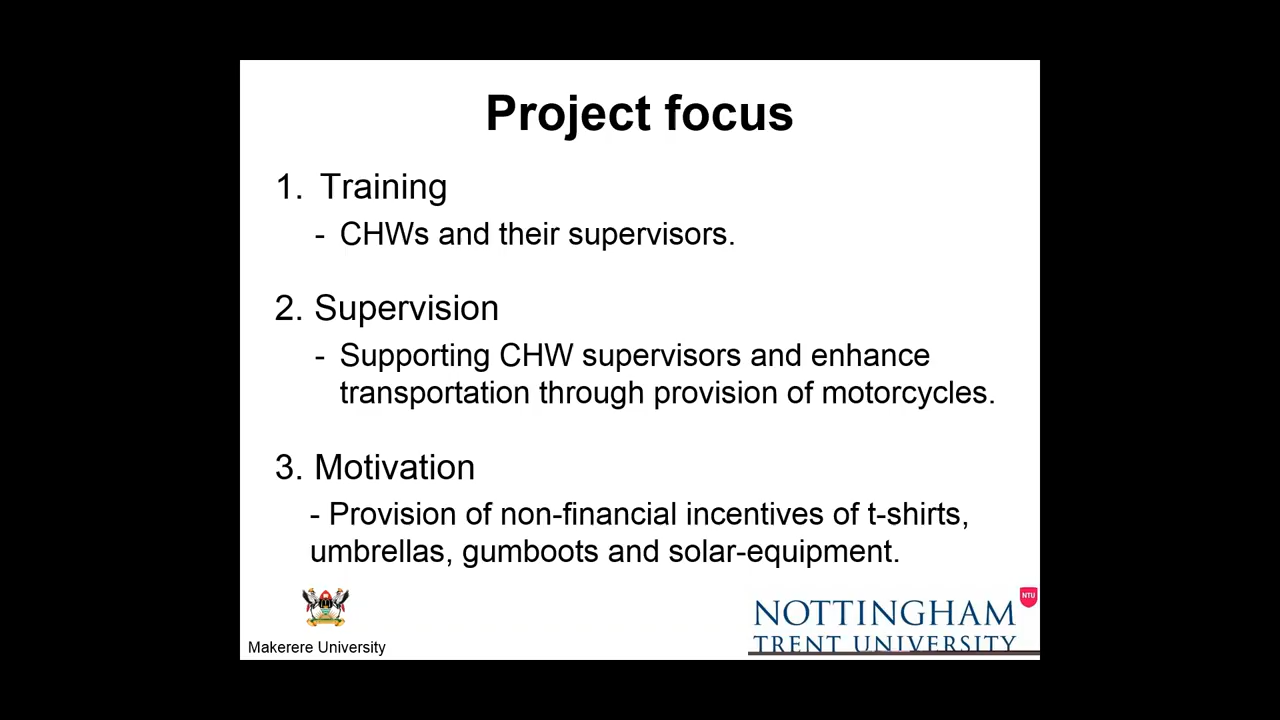 Project focus
1. Training
- CHWs and their supervisors.
2. Supervision
- Supporting CHW supervisors and enhance
transportation through provision of motorcycles.
3. Motivation
- Provision of non-financial incentives of t-shirts,
umbrellas, gumboots and solar-equipment.
Makerere University
NTU
NOTTINGHAM
TRENT UNIVERSITY